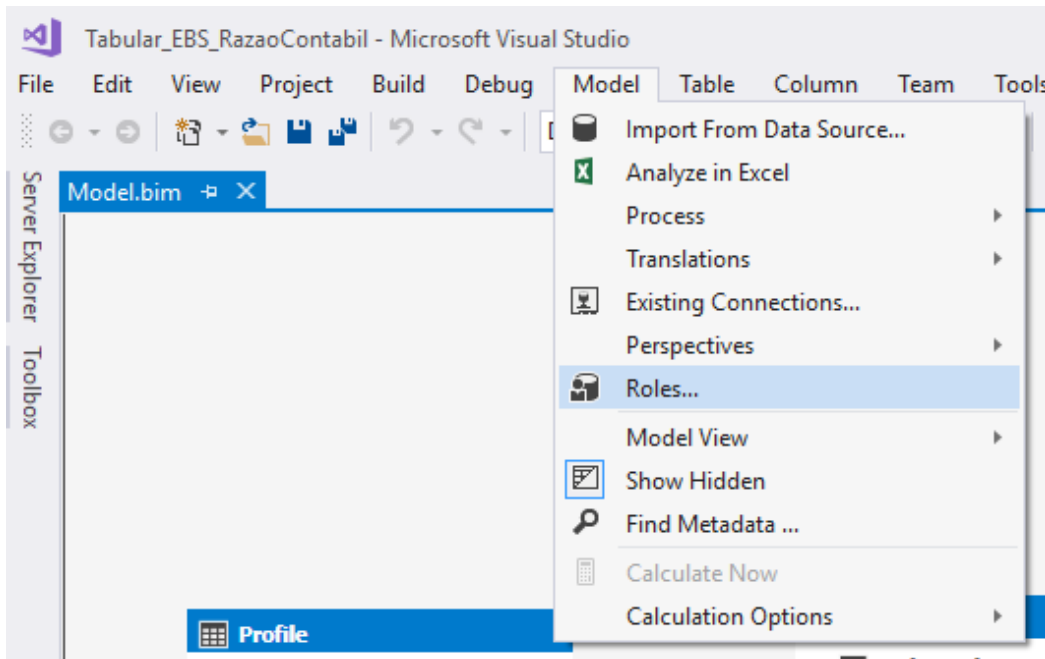 Tabular_EBS_RazaoContabil - Microsoft Visual Studio
File Edit View Project Build Debug Model Table Column Team Tools
Model.bim
Server Explorer
Toolbox
Import From Data Source...
Analyze in Excel
Process
Translations
Existing Connections...
Perspectives
Roles...
Model View
Show Hidden
Find Metadata ...
Calculate Now
Calculation Options
Profile